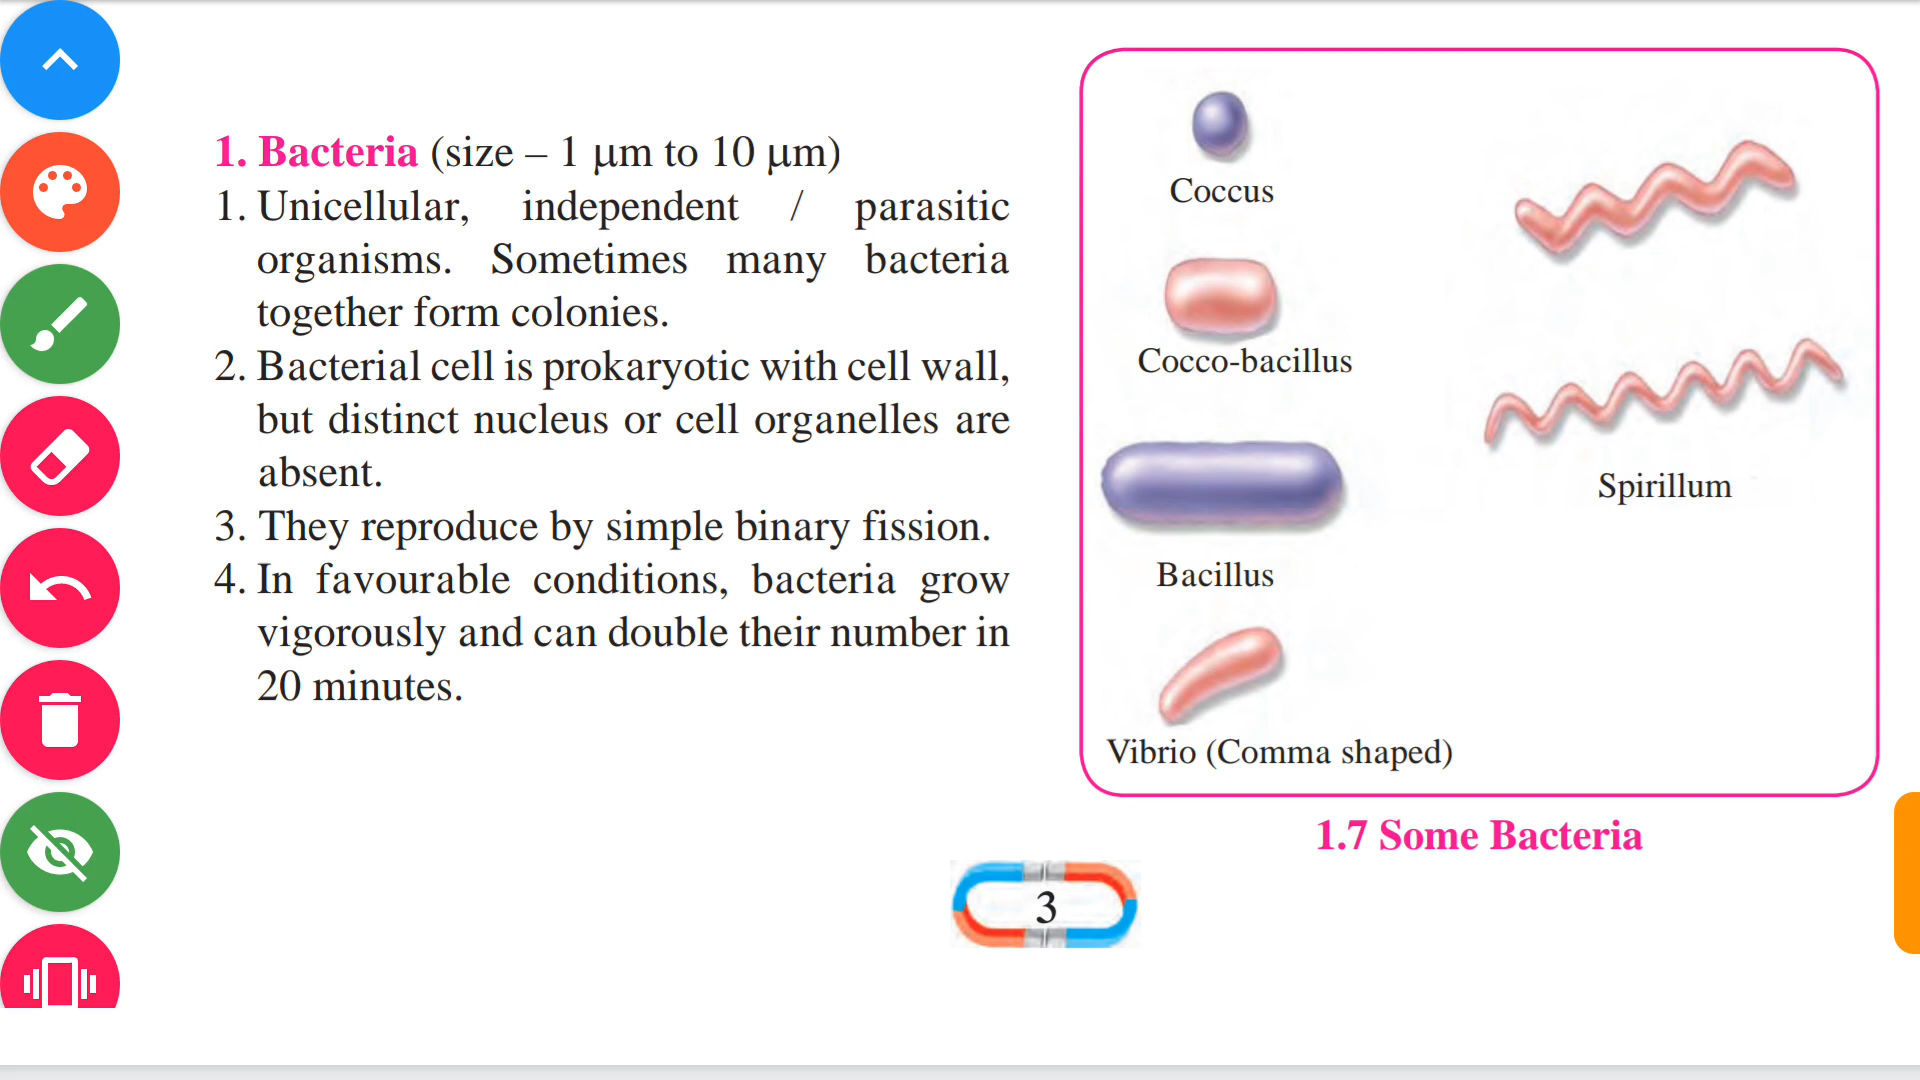 1. Bacteria (size – 1 μm to 10 μm)
1. Unicellular, independent / parasitic
organisms. Sometimes many bacteria
together form colonies.
2. Bacterial cell is prokaryotic with cell wall,
but distinct nucleus or cell organelles are
absent.
3. They reproduce by simple binary fission.
4. In favourable conditions, bacteria grow
vigorously and can double their number in
20 minutes.
Coccus
Cocco-bacillus
Bacillus
Vibrio (Comma shaped)
Spirillum
1.7 Some Bacteria
3